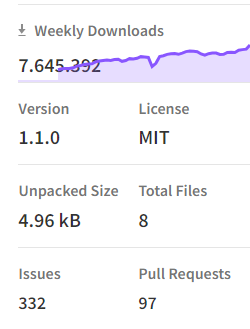 Weekly Downloads
7.645.392
Version
License
1.1.0
MIT
Unpacked Size
Total Files
4.96 kB
8
Issues
Pull Requests
332
97